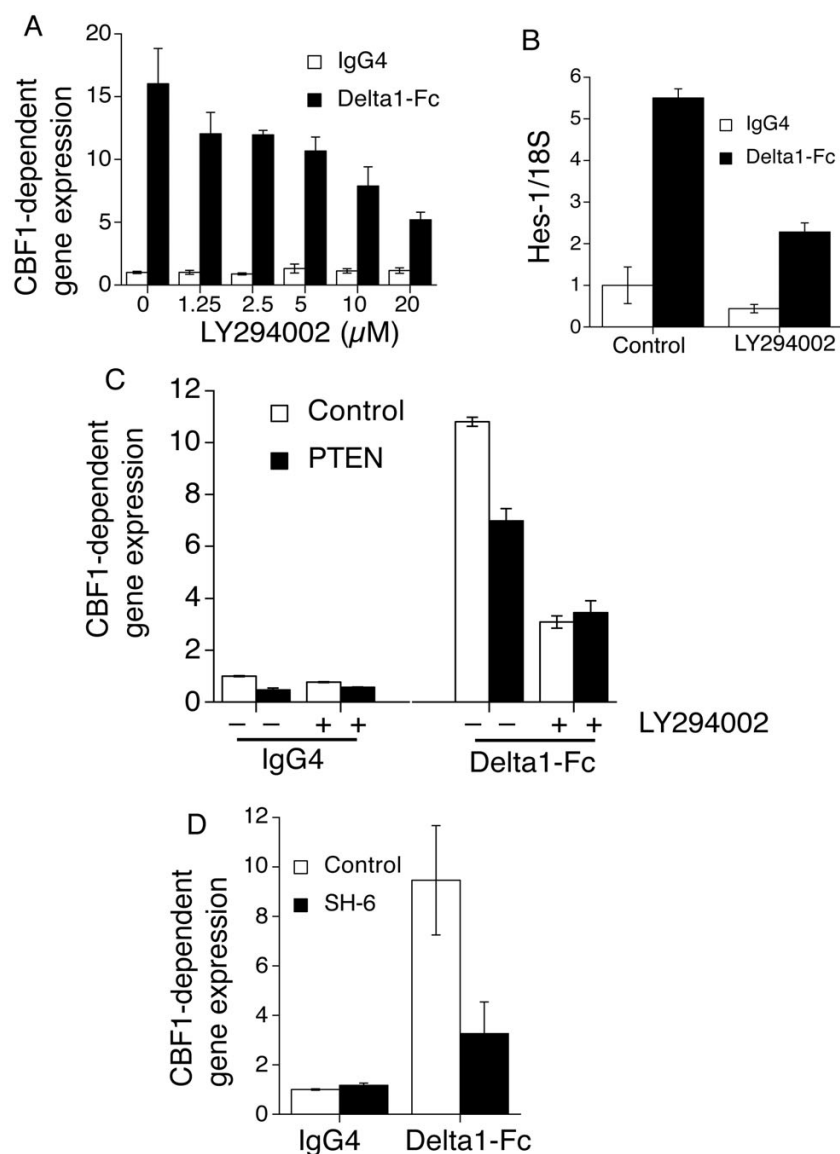 A
CBF1-dependent
gene expression
20
15
10
5
0
IgG4
Delta1-Fc
0 1.25 2.5 5 10 20
LY294002 (µM)
B
Hes-1/18S
6
5
4
3
2
1
0
IgG4
Delta1-Fc
Control LY294002
C
CBF1-dependent
gene expression
12
10
8
6
4
2
0
Control
PTEN
– – + + – – + + LY294002
IgG4 Delta1-Fc
D
CBF1-dependent
gene expression
12
10
8
6
4
2
0
Control
SH-6
IgG4 Delta1-Fc